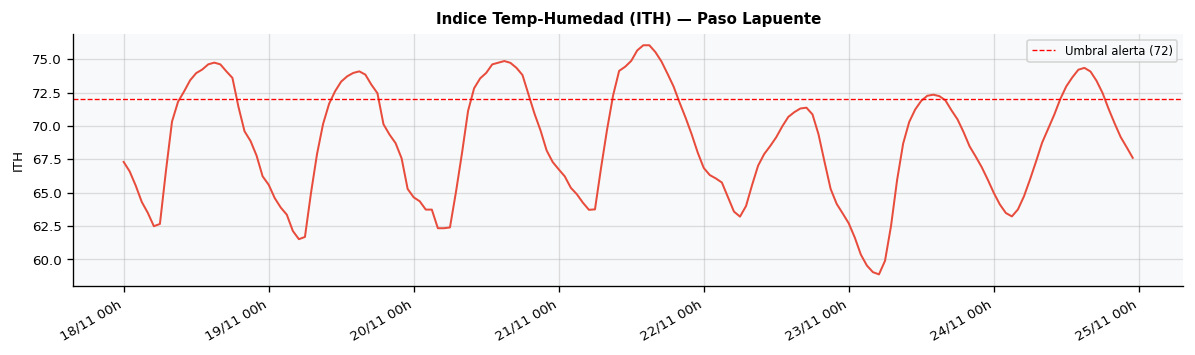 Indice Temp-Humedad (ITH) — Paso Lapuente
Umbral alerta (72)
ITH
75.0
72.5
70.0
67.5
65.0
62.5
60.0
18/11 00h
19/11 00h
20/11 00h
21/11 00h
22/11 00h
23/11 00h
24/11 00h
25/11 00h